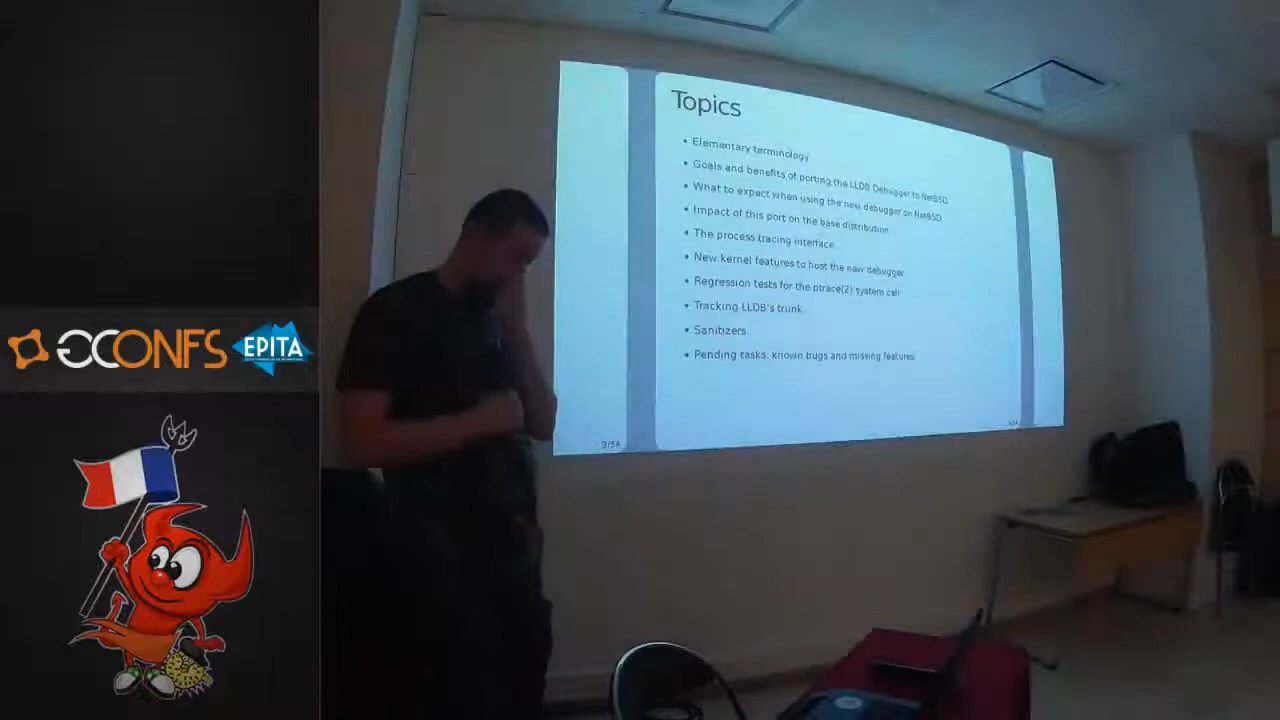 GCONFS
EPITA
Topics
• Elementary terminology
• Goals and benefits of porting the LLDB Debugger to NetBSD
• What to expect when using the new debugger on NetBSD
• Impact of this port on the base distribution
• The process tracing interface
• New kernel features to host the new debugger
• Regression tests for the ptrace(2) system call
• Tracking LLDB's trunk
• Sanitizers
• Pending tasks, known bugs and missing features
3/54